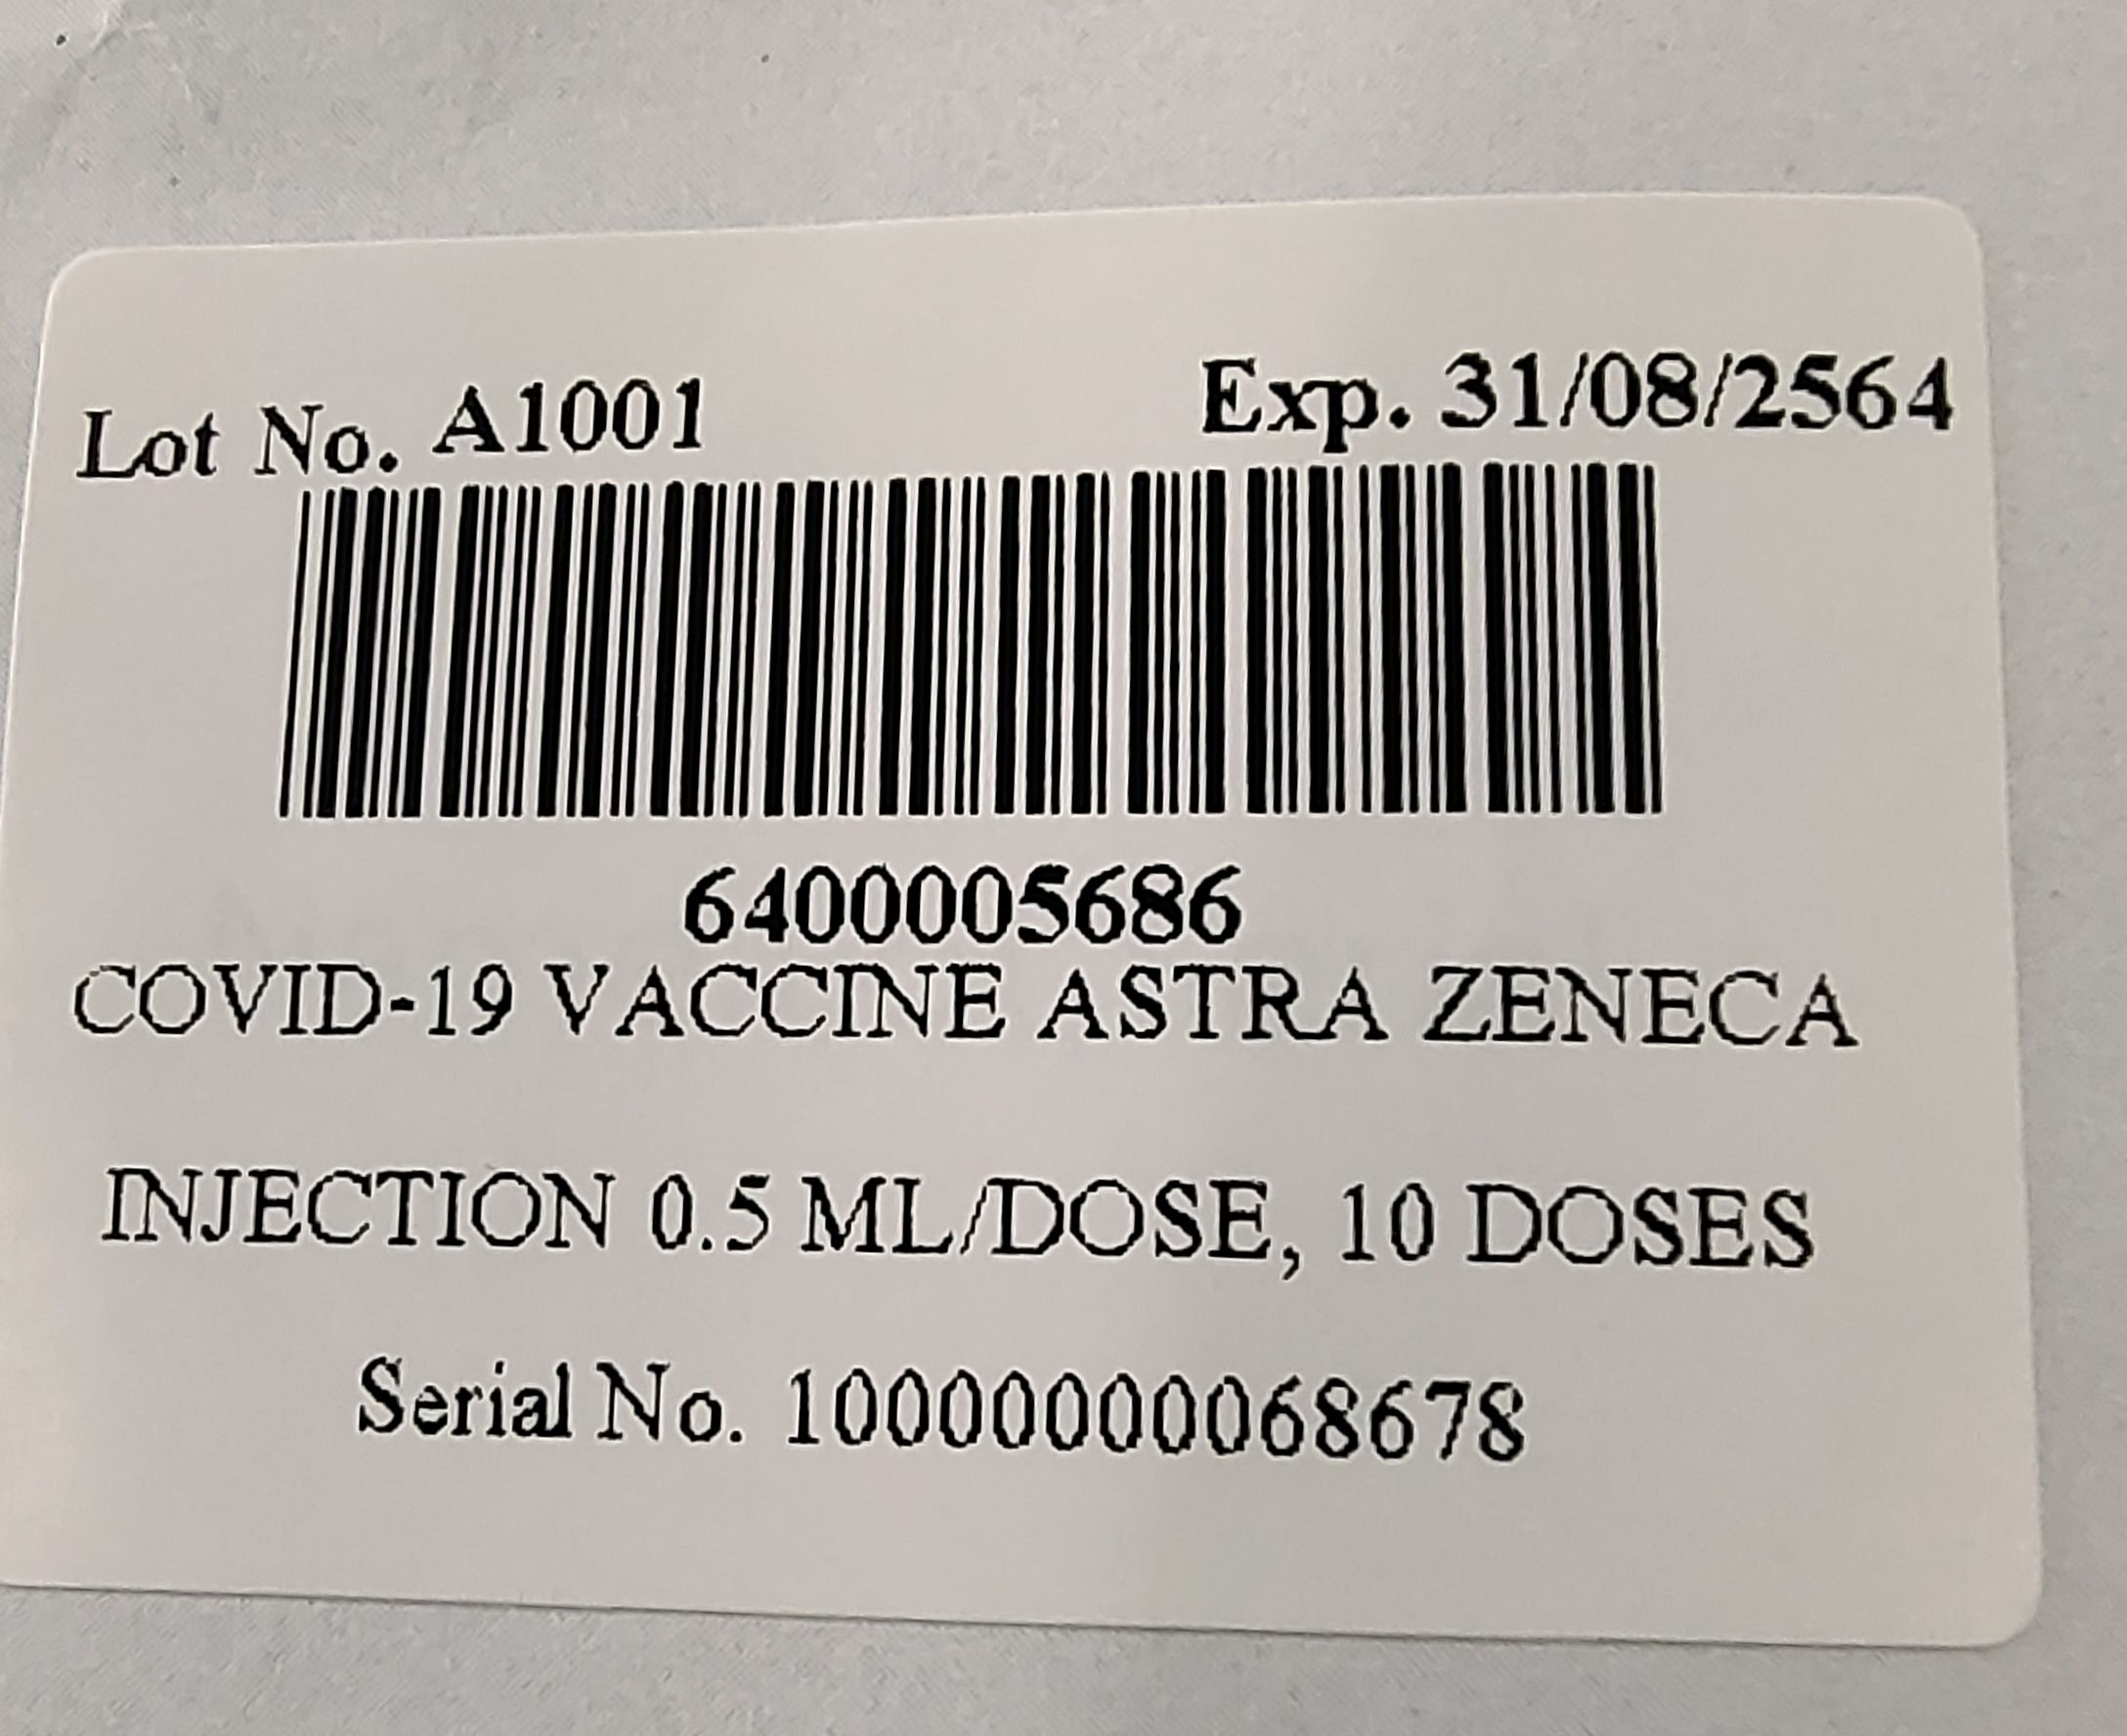 Lot No. A1001 Exp. 31/08/2564
6400005686
COVID-19 VACCINE ASTRA ZENECA
INJECTION 0.5 ML/DOSE, 10 DOSES
Serial No. 10000000068678